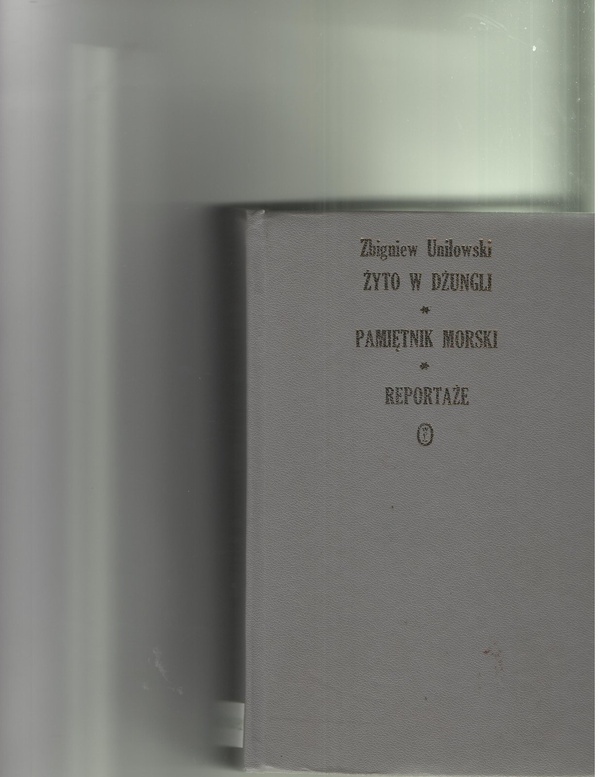 Zbigniew Uniłowski
ŻYTO W DŻUNGLI
*
PAMIĘTNIK MORSKI
*
REPORTAŻE